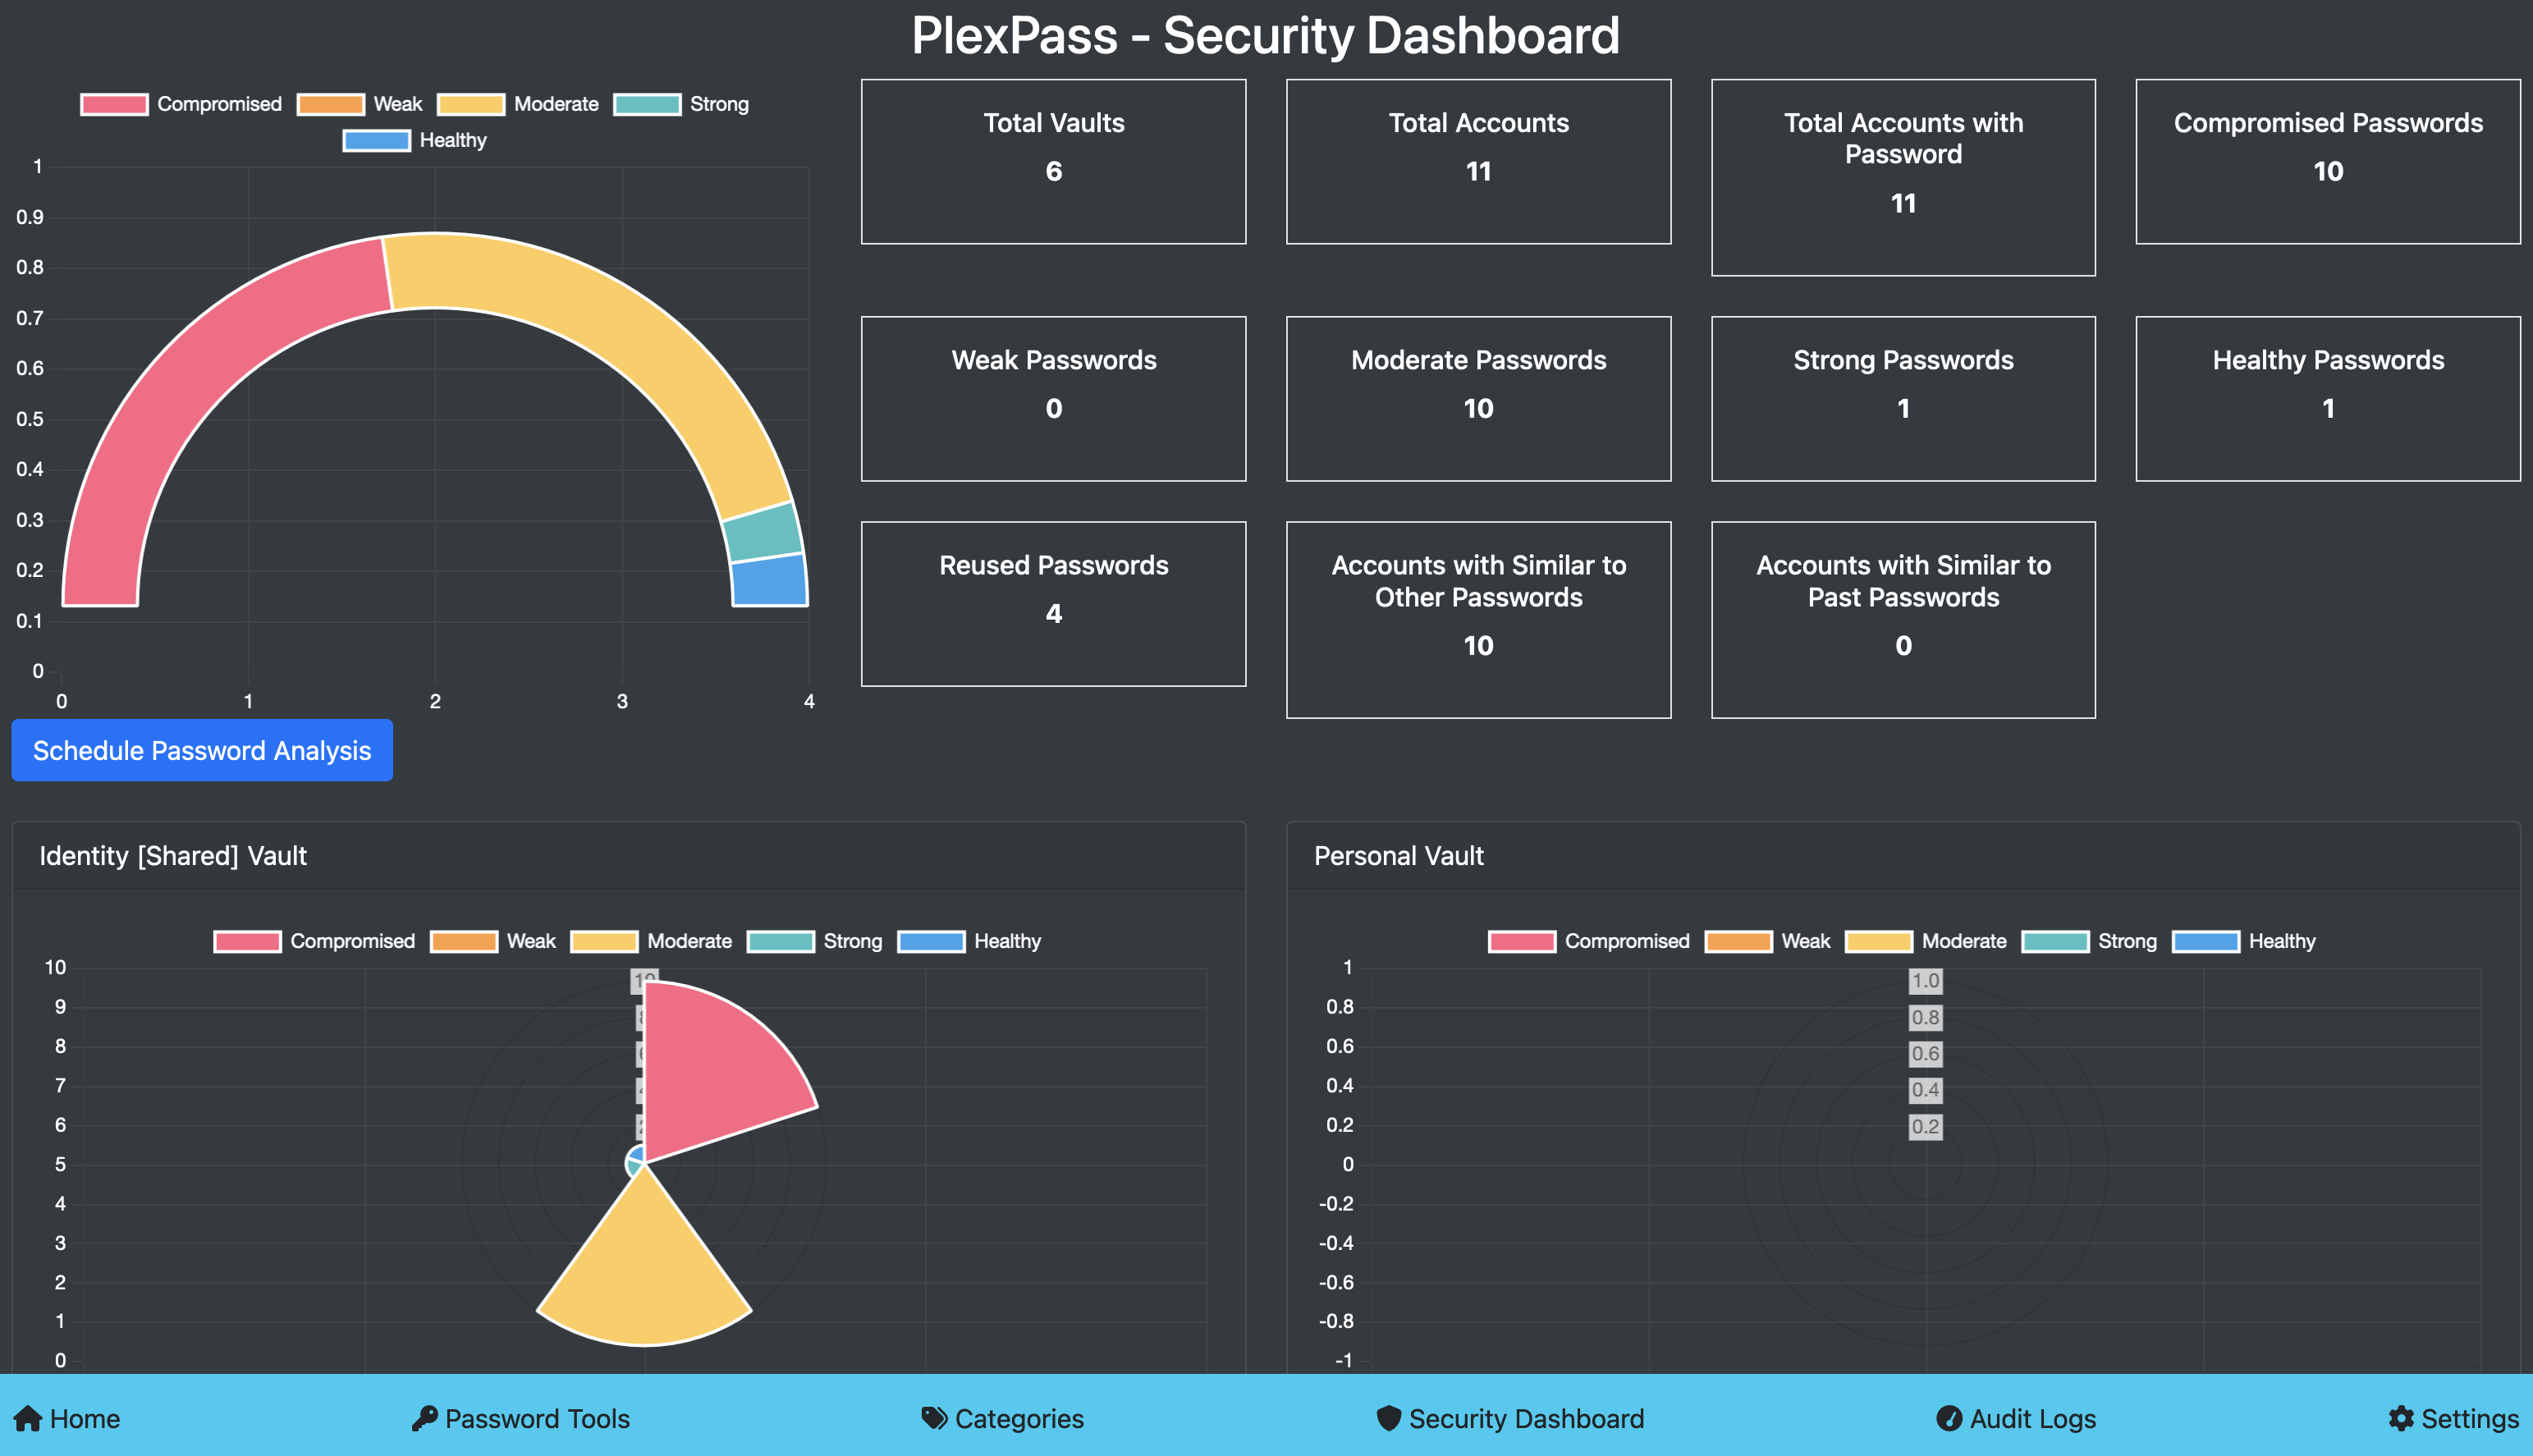 PlexPass - Security Dashboard
Compromised Weak Moderate Strong
Healthy
1
0.9
0.8
0.7
0.6
0.5
0.4
0.3
0.2
0.1
0
0 1 2 3 4
Schedule Password Analysis
Total Vaults
6
Total Accounts
11
Total Accounts with
Password
11
Compromised Passwords
10
Weak Passwords
0
Moderate Passwords
10
Strong Passwords
1
Healthy Passwords
1
Reused Passwords
4
Accounts with Similar to
Other Passwords
10
Accounts with Similar to
Past Passwords
0
Identity [Shared] Vault
Compromised Weak Moderate Strong Healthy
10
9
8
7
6
5
4
3
2
1
0
10
Personal Vault
Compromised Weak Moderate Strong Healthy
1
0.8
0.6
0.4
0.2
0
-0.2
-0.4
-0.6
-0.8
-1
1.0
0.8
0.6
0.4
0.2
Home Password Tools Categories Security Dashboard Audit Logs Settings